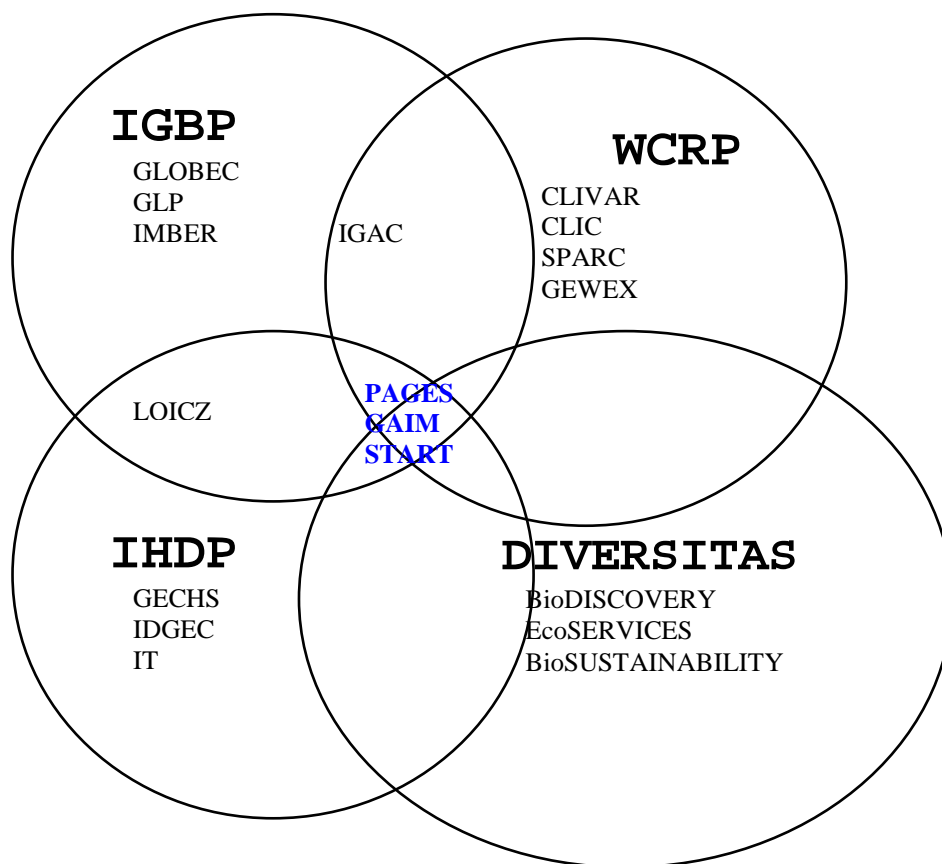 IGBP
GLOBEC
GLP
IMBER
IGAC
WCRP
CLIVAR
CLIC
SPARC
GEWEX
LOICZ
PAGES
GAIM
START
IHDP
GECHS
IDGEC
IT
DIVERSITAS
BioDISCOVERY
EcoSERVICES
BioSUSTAINABILITY